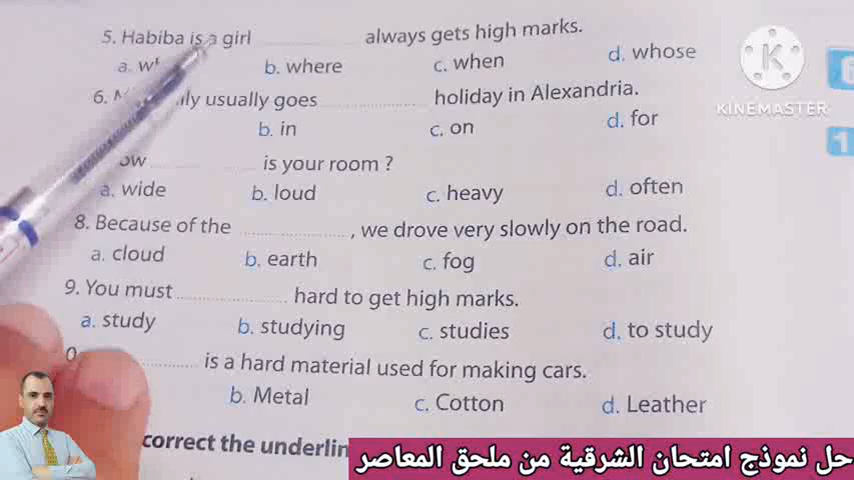 5. Habiba is a girl .................... always gets high marks.
b. where c. when d. whose
6. usually goes .................... holiday in Alexandria.
b. in c. on d. for
.................... is your room ?
a. wide b. loud c. heavy d. often
8. Because of the ...................., we drove very slowly on the road.
a. cloud b. earth c. fog d. air
9. You must .................... hard to get high marks.
a. study b. studying c. studies d. to study
.................... is a hard material used for making cars.
b. Metal c. Cotton d. Leather
correct the
KINEMASTER
حل نموذج امتحان الشرقية من ملحق المعاصر